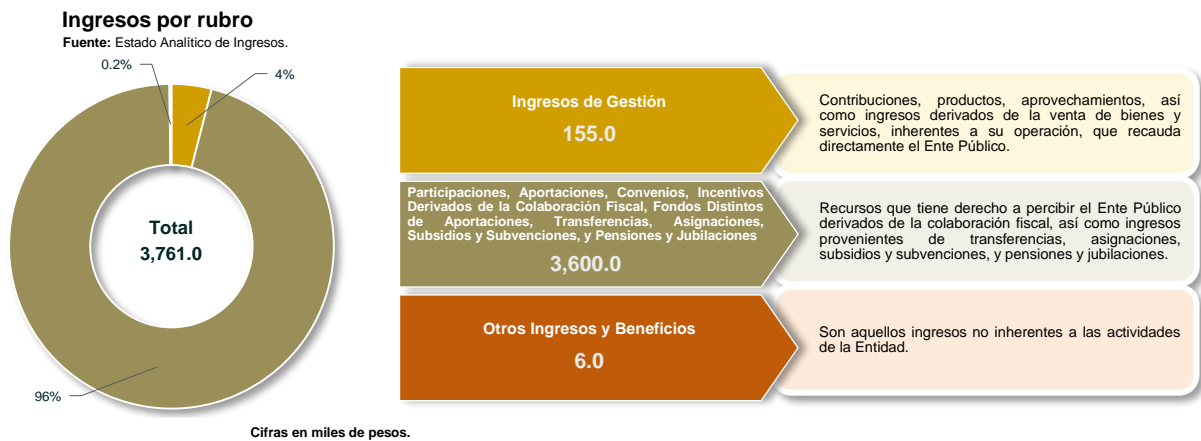 Ingresos por rubro
Fuente: Estado Analítico de Ingresos.
0.2%
4%
Total
3,761.0
96%
Ingresos de Gestión
155.0
Contribuciones, productos, aprovechamientos, así
como ingresos derivados de la venta de bienes y
servicios, inherentes a su operación, que recauda
directamente el Ente Público.
Participaciones, Aportaciones, Convenios, Incentivos
Derivados de la Colaboración Fiscal, Fondos Distintos
de Aportaciones, Transferencias, Asignaciones,
Subsidios y Subvenciones, y Pensiones y Jubilaciones
3,600.0
Recursos que tiene derecho a percibir el Ente Público
derivados de la colaboración fiscal, así como ingresos
provenientes de transferencias, asignaciones,
subsidios y subvenciones, y pensiones y jubilaciones.
Otros Ingresos y Beneficios
6.0
Son aquellos ingresos no inherentes a las actividades
de la Entidad.
Cifras en miles de pesos.